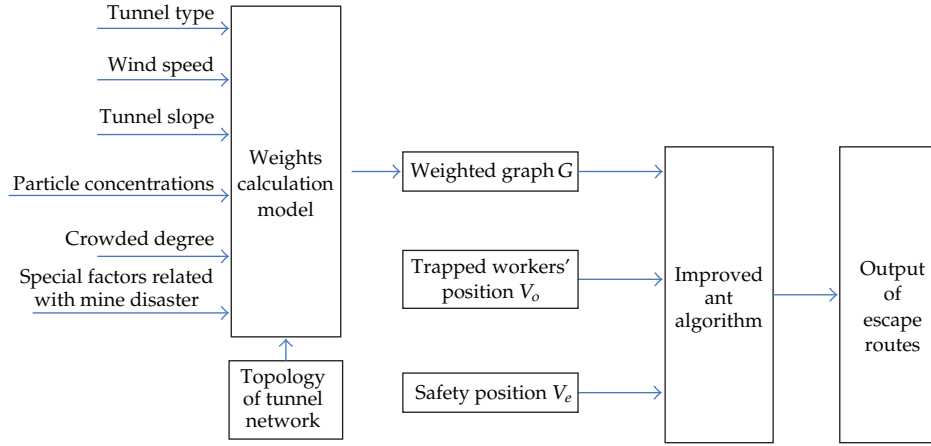 Tunnel type
Wind speed
Tunnel slope
Particle concentrations
Crowded degree
Special factors related
with mine disaster
Weights
calculation
model
Topology
of tunnel
network
Weighted graph G
Trapped workers'
position Vo
Safety position Ve
Improved
ant
algorithm
Output
of
escape
routes